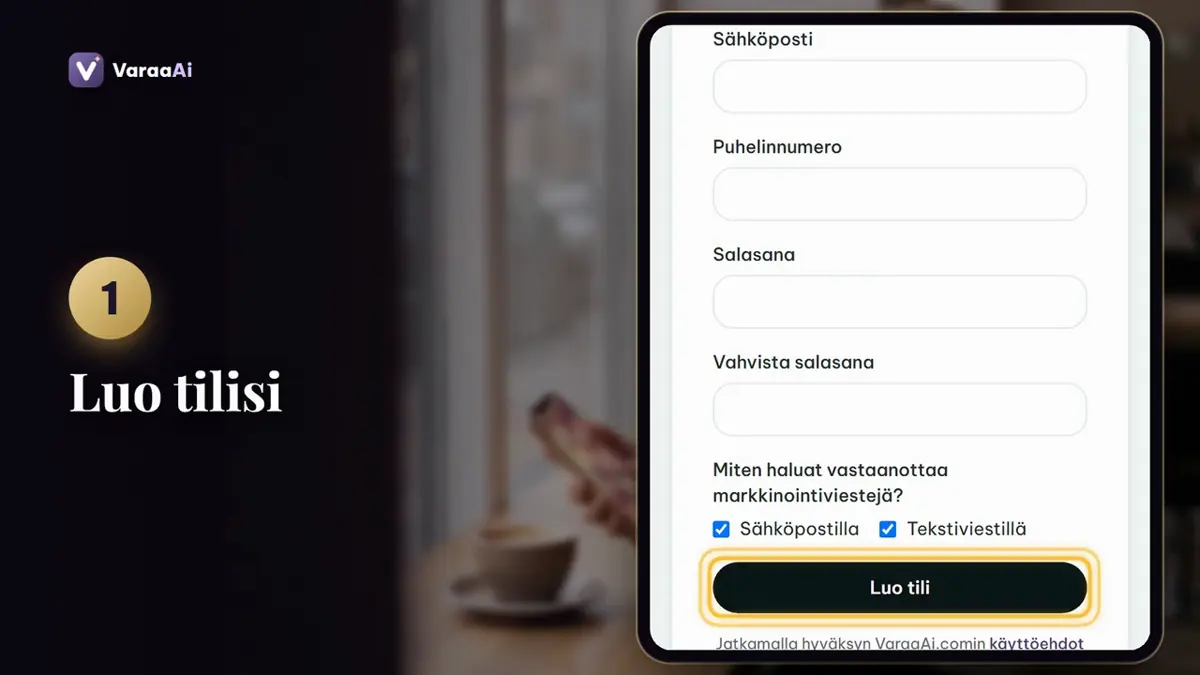 VaraaAi
1
Luo tilisi
Sähköposti
Puhelinnumero
Salasana
Vahvista salasana
Miten haluat vastaanottaa
markkinointiviestejä?
Sähköpostilla Tekstiviestillä
Luo tili
Jatkamalla hyväksyn VaraaAi.comin käyttöehdot